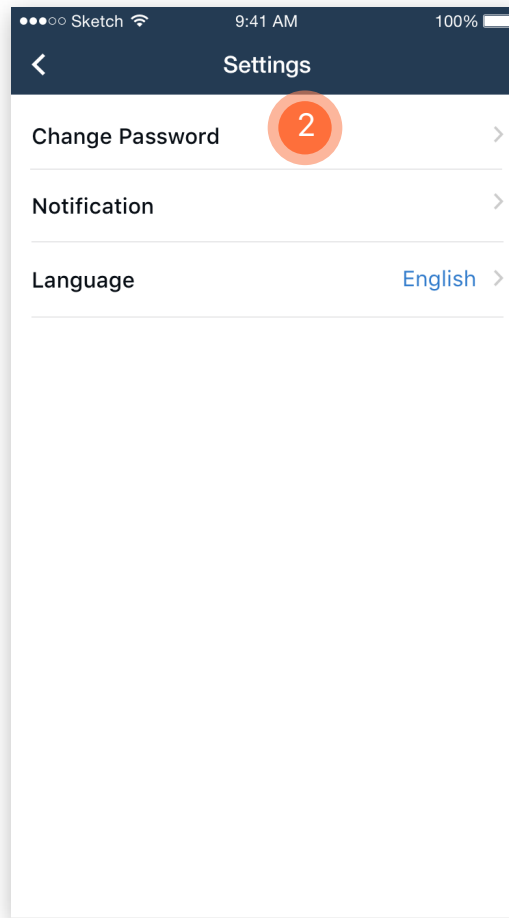 Sketch 9:41 AM 100%
Settings
Change Password 2
Notification
Language English